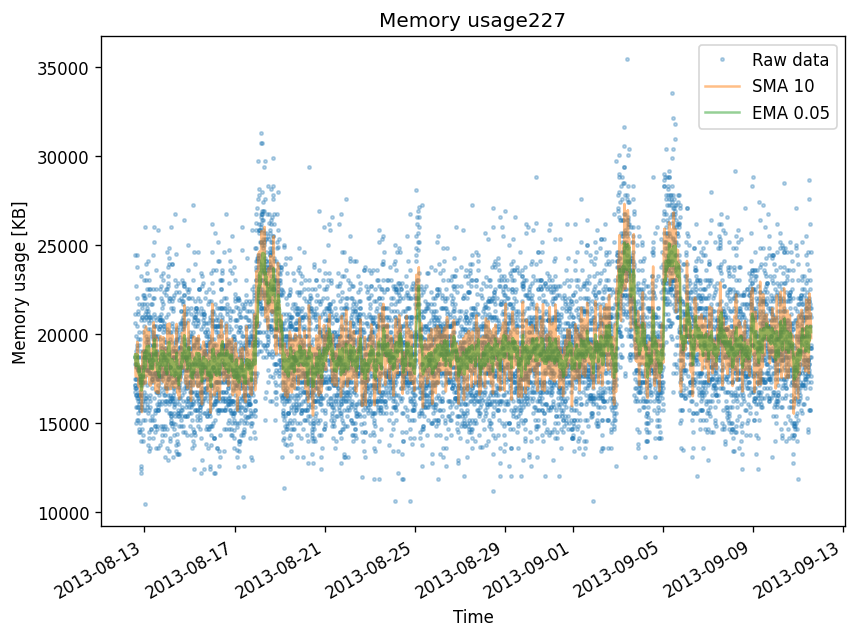 Memory usage227
Raw data
SMA 10
EMA 0.05
Memory usage [KB]
35000
30000
25000
20000
15000
10000
2013-08-13
2013-08-17
2013-08-21
2013-08-25
2013-08-29
2013-09-01
2013-09-05
2013-09-09
2013-09-13
Time